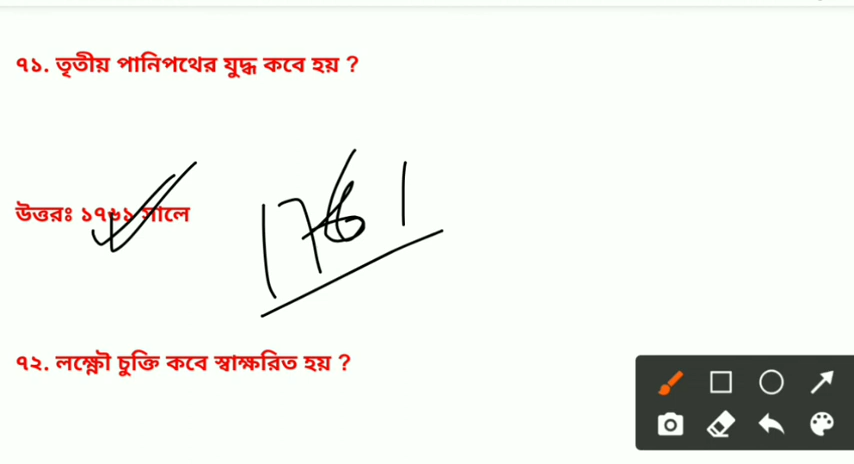 ৭১. তৃতীয় পানিপথের যুদ্ধ কবে হয় ?
উত্তরঃ ১৭৬১ সালে
1761
৭২. লক্ষ্ণৌ চুক্তি কবে স্বাক্ষরিত হয় ?